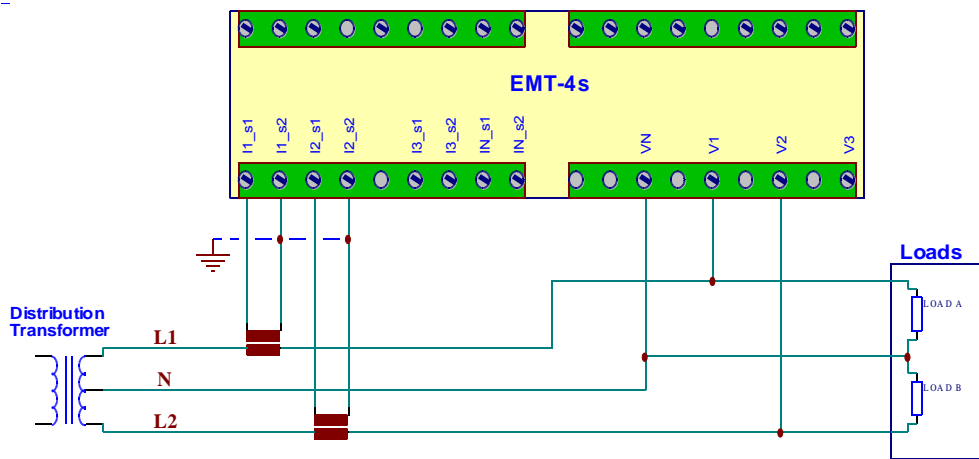 EMT-4s
I1_s1
I1_s2
I2_s1
I2_s2
I3_s1
I3_s2
IN_s1
IN_s2
VN
V1
V2
V3
Loads
LOAD A
LOAD B
Distribution
Transformer
L1
N
L2